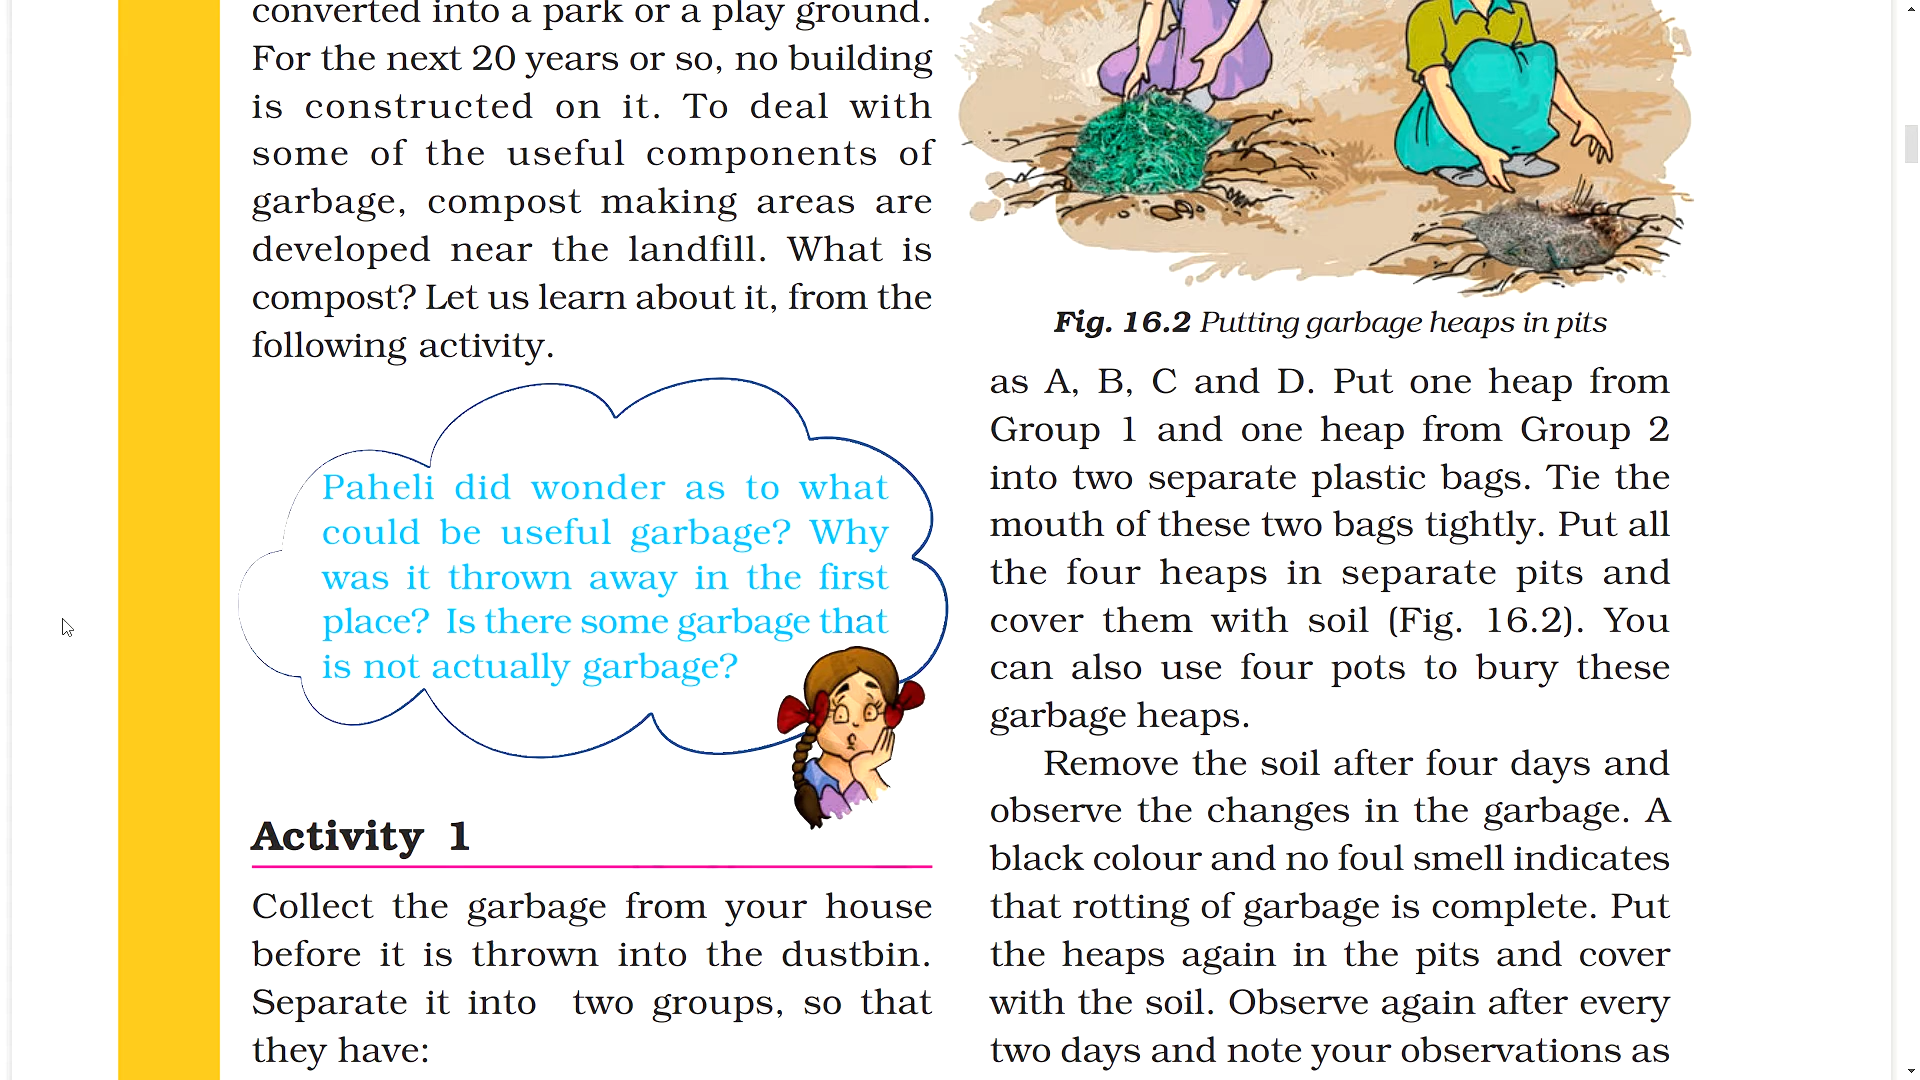 converted into a park or a play ground.
For the next 20 years or so, no building
is constructed on it. To deal with
some of the useful components of
garbage, compost making areas are
developed near the landfill. What is
compost? Let us learn about it, from the
following activity.
Paheli did wonder as to what
could be useful garbage? Why
was it thrown away in the first
place? Is there some garbage that
is not actually garbage?
Activity 1
Collect the garbage from your house
before it is thrown into the dustbin.
Separate it into two groups, so that
they have:
Fig. 16.2 Putting garbage heaps in pits
as A, B, C and D. Put one heap from
Group 1 and one heap from Group 2
into two separate plastic bags. Tie the
mouth of these two bags tightly. Put all
the four heaps in separate pits and
cover them with soil (Fig. 16.2). You
can also use four pots to bury these
garbage heaps.
Remove the soil after four days and
observe the changes in the garbage. A
black colour and no foul smell indicates
that rotting of garbage is complete. Put
the heaps again in the pits and cover
with the soil. Observe again after every
two days and note your observations as